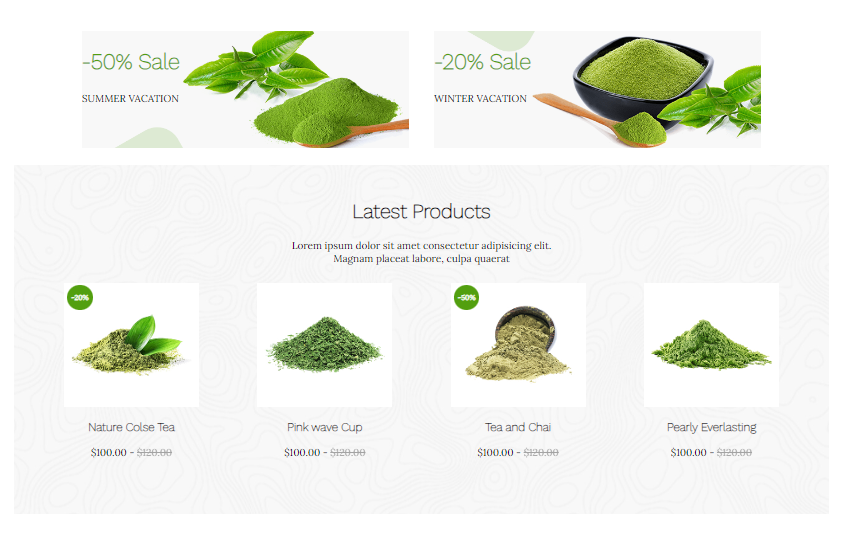 -50% Sale
SUMMER VACATION
-20% Sale
WINTER VACATION
Latest Products
Lorem ipsum dolor sit amet consectetur adipisicing elit.
Magnam placeat labore, culpa quaerat
-20%
-50%
Nature Colse Tea
Pink wave Cup
Tea and Chai
Pearly Everlasting
$100.00 - $120.00
$100.00 - $120.00
$100.00 - $120.00
$100.00 - $120.00